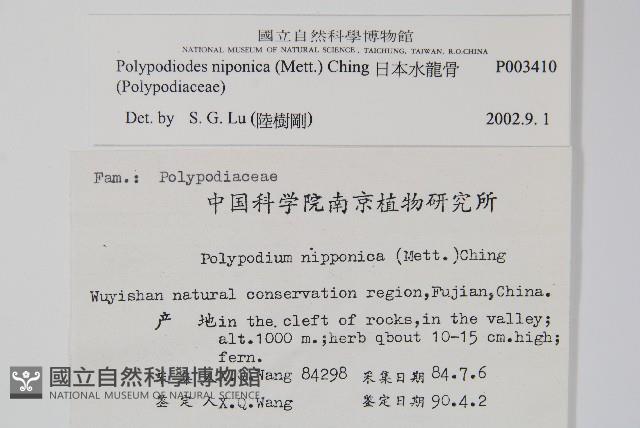 國立自然科學博物館
NATIONAL MUSEUM OF NATURAL SCIENCE, TAICHUNG, TAIWAN, R.O.CHINA
Polypodiodes niponica (Mett.) Ching 日本水龍骨 P003410
(Polypodiaceae)
Det. by S. G. Lu (陸樹剛) 2002.9. 1
Fam.: Polypodiaceae
中国科学院南京植物研究所
Polypodium nipponica (Mett.)Ching
Wuyishan natural conservation region,Fujian,China.
产 地in the cleft of rocks,in the valley;
alt.1000 m.;herb qbout 10-15 cm.high;
fern.
Wang 84298 采集日期 84.7.6
國立自然科學博物館
NATIONAL MUSEUM OF NATURAL SCIENCE
鉴定人X.Q.Wang 鉴定日期 90.4.2